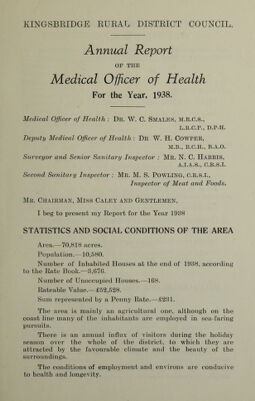 KINGSBRIDGE RURAL DISTRICT COUNCIL.
Annual Report
OF THE
Medical Officer of Health
For the Year, 1938.
Medical Officer of Health : DR. W. C. SMALES, M.R.C.S.,
L.R.C.P., D.P.H.
Deputy Medical Officer of Health : DR. W. H. COWPER,
M.B., B.C.H., B.A.O.
Surveyor and Senior Sanitary Inspector : MR. N. C. HARRIS,
A.I.A.S., C.R.S.I.
Second Sanitary Inspector : MR. M. S. POWLING, C.R.S.I.,
Inspector of Meat and Foods.
MR. CHAIRMAN, MISS CALEY AND GENTLEMEN,
I beg to present my Report for the Year 1938
STATISTICS AND SOCIAL CONDITIONS OF THE AREA
Area.—70,818 acres.
Population.—10,580.
Number of Inhabited Houses at the end of 1938, according
to the Rate Book.—3,676.
Number of Unoccupied Houses.—168.
Rateable Value.—£52,528.
Sum represented by a Penny Rate.—£231.
The area is mainly an agricultural one, although on the
coast line many of the inhabitants are employed in sea-faring
pursuits.
There is an annual influx of visitors during the holiday
season over the whole of the district, to which they are
attracted by the favourable climate and the beauty of the
surroundings.
The conditions of employment and environs are conducive
to health and longevity.